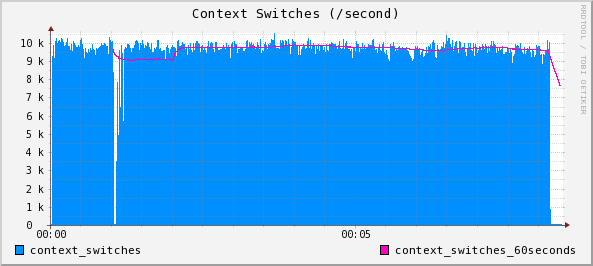 Context Switches (/second)
RRDTOOL / TOBI OETIKER
10 k
9 k
8 k
7 k
6 k
5 k
4 k
3 k
2 k
1 k
0
00:00 00:05
context_switches context_switches_60seconds